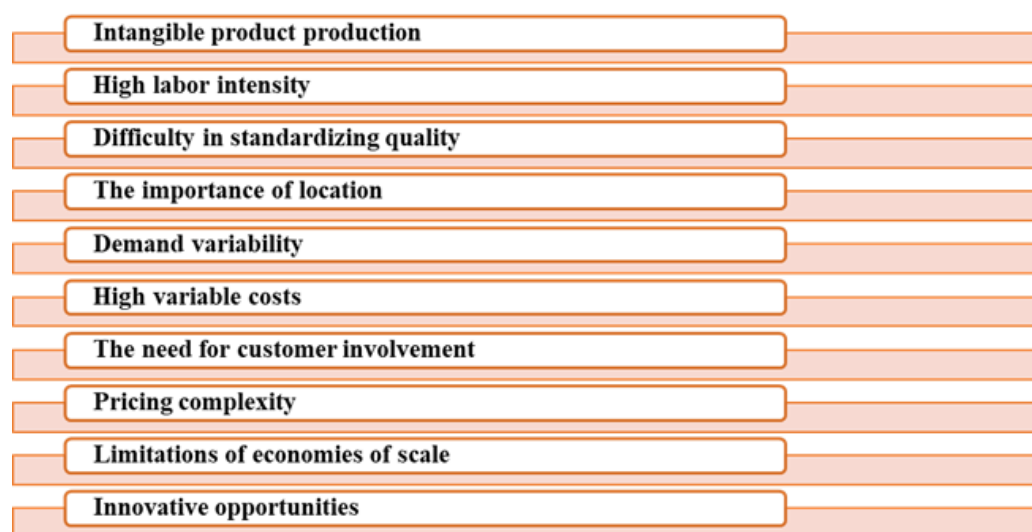 Intangible product production
High labor intensity
Difficulty in standardizing quality
The importance of location
Demand variability
High variable costs
The need for customer involvement
Pricing complexity
Limitations of economies of scale
Innovative opportunities